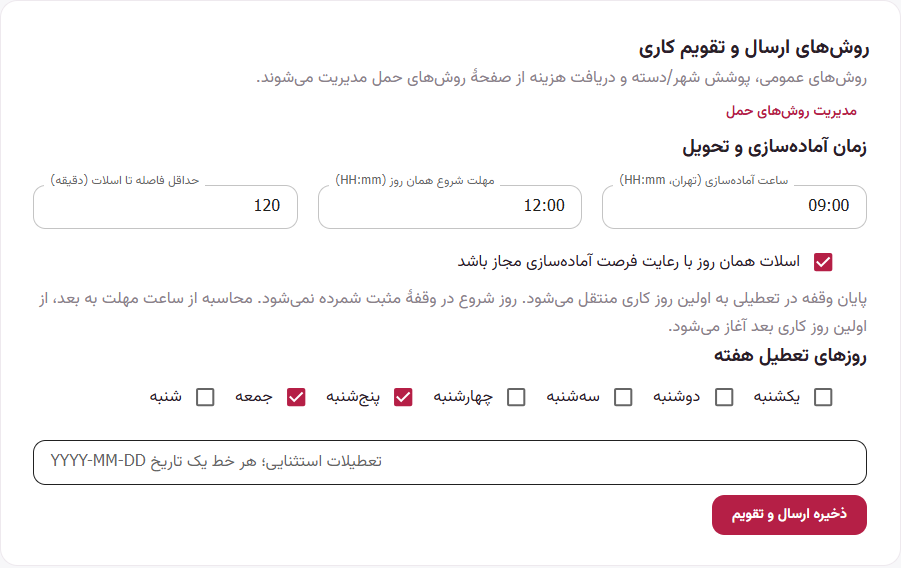 روش‌های ارسال و تقویم کاری
روش‌های عمومی، پوشش شهر/دسته و دریافت هزینه از صفحهٔ روش‌های حمل مدیریت می‌شوند.
مدیریت روش‌های حمل
زمان آماده‌سازی و تحویل
ساعت آماده‌سازی (تهران، HH:mm)
09:00
مهلت شروع همان روز (HH:mm)
12:00
حداقل فاصله تا اسلات (دقیقه)
120
اسلات همان روز با رعایت فرصت آماده‌سازی مجاز باشد
پایان وقفه در تعطیلی به اولین روز کاری منتقل می‌شود. روز شروع در وقفهٔ مثبت شمرده نمی‌شود. محاسبه از ساعت مهلت به بعد، از
اولین روز کاری بعد آغاز می‌شود.
روزهای تعطیل هفته
یکشنبه دوشنبه سه‌شنبه چهارشنبه پنج‌شنبه جمعه شنبه
تعطیلات استثنایی؛ هر خط یک تاریخ YYYY-MM-DD
ذخیره ارسال و تقویم